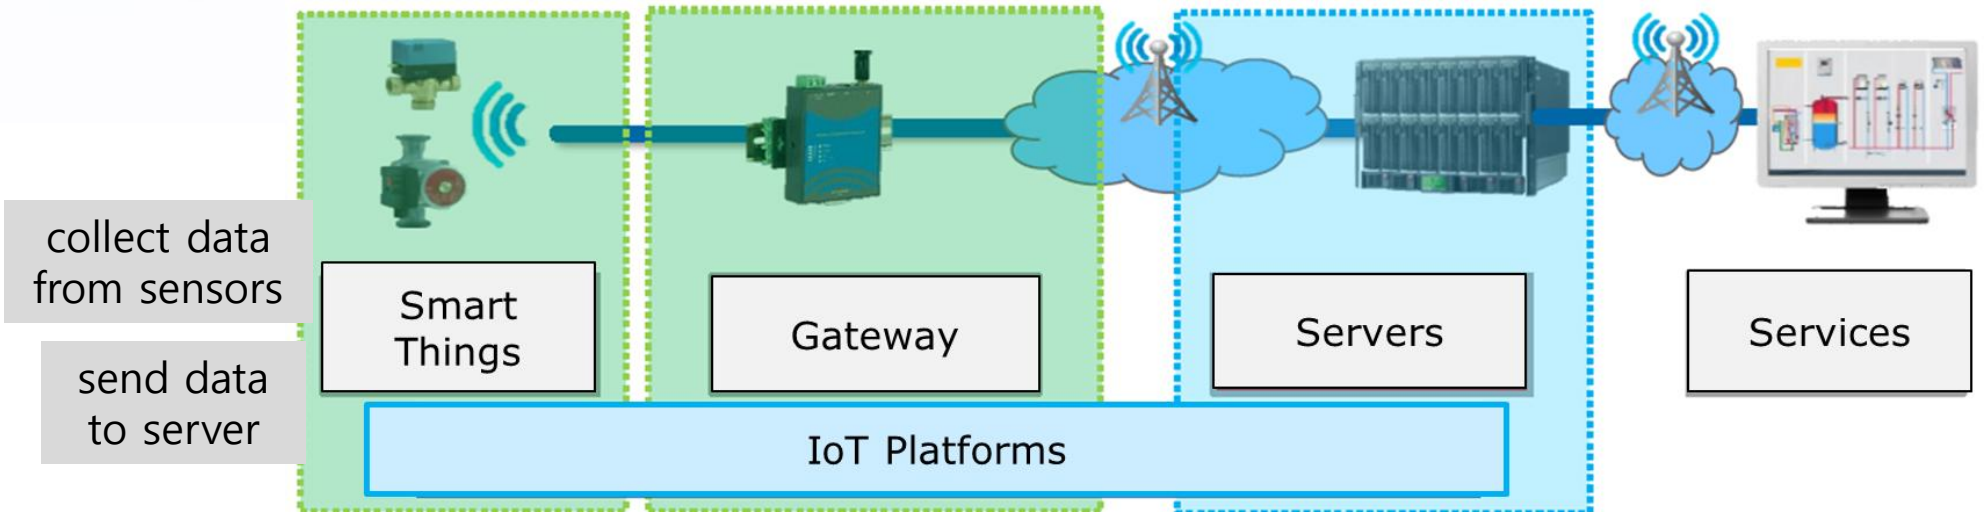 collect data
from sensors
send data
to server
Smart
Things
Gateway
Servers
Services
IoT Platforms